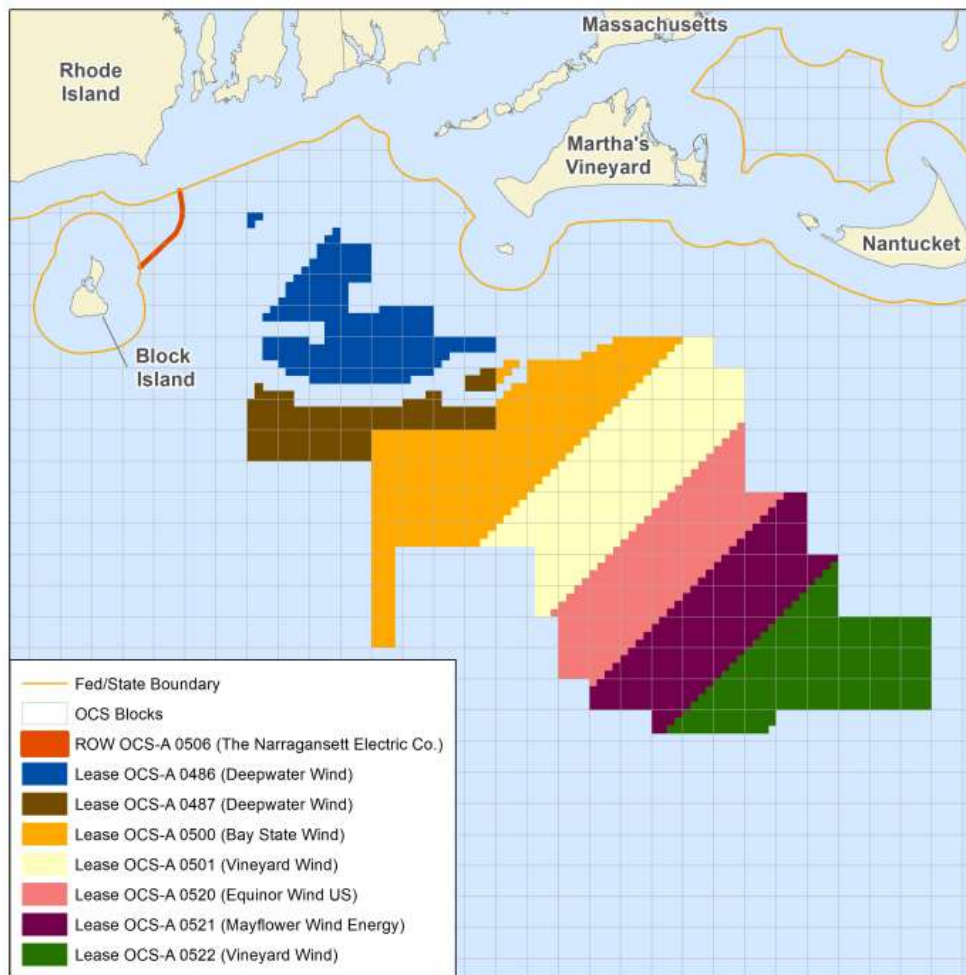 Massachusetts
Rhode
Island
Martha's
Vineyard
Nantucket
Block
Island
Fed/State Boundary
OCS Blocks
ROW OCS-A 0506 (The Narragansett Electric Co.)
Lease OCS-A 0486 (Deepwater Wind)
Lease OCS-A 0487 (Deepwater Wind)
Lease OCS-A 0500 (Bay State Wind)
Lease OCS-A 0501 (Vineyard Wind)
Lease OCS-A 0520 (Equinor Wind US)
Lease OCS-A 0521 (Mayflower Wind Energy)
Lease OCS-A 0522 (Vineyard Wind)